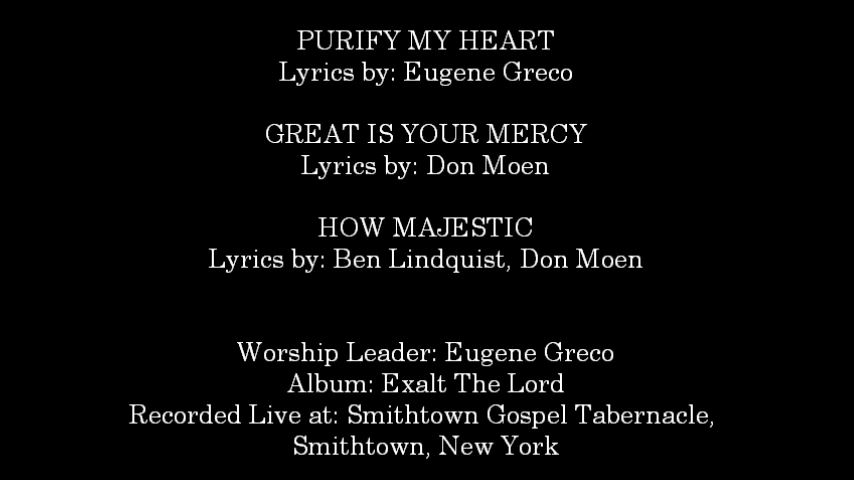 PURIFY MY HEART
Lyrics by: Eugene Greco
GREAT IS YOUR MERCY
Lyrics by: Don Moen
HOW MAJESTIC
Lyrics by: Ben Lindquist, Don Moen
Worship Leader: Eugene Greco
Album: Exalt The Lord
Recorded Live at: Smithtown Gospel Tabernacle,
Smithtown, New York